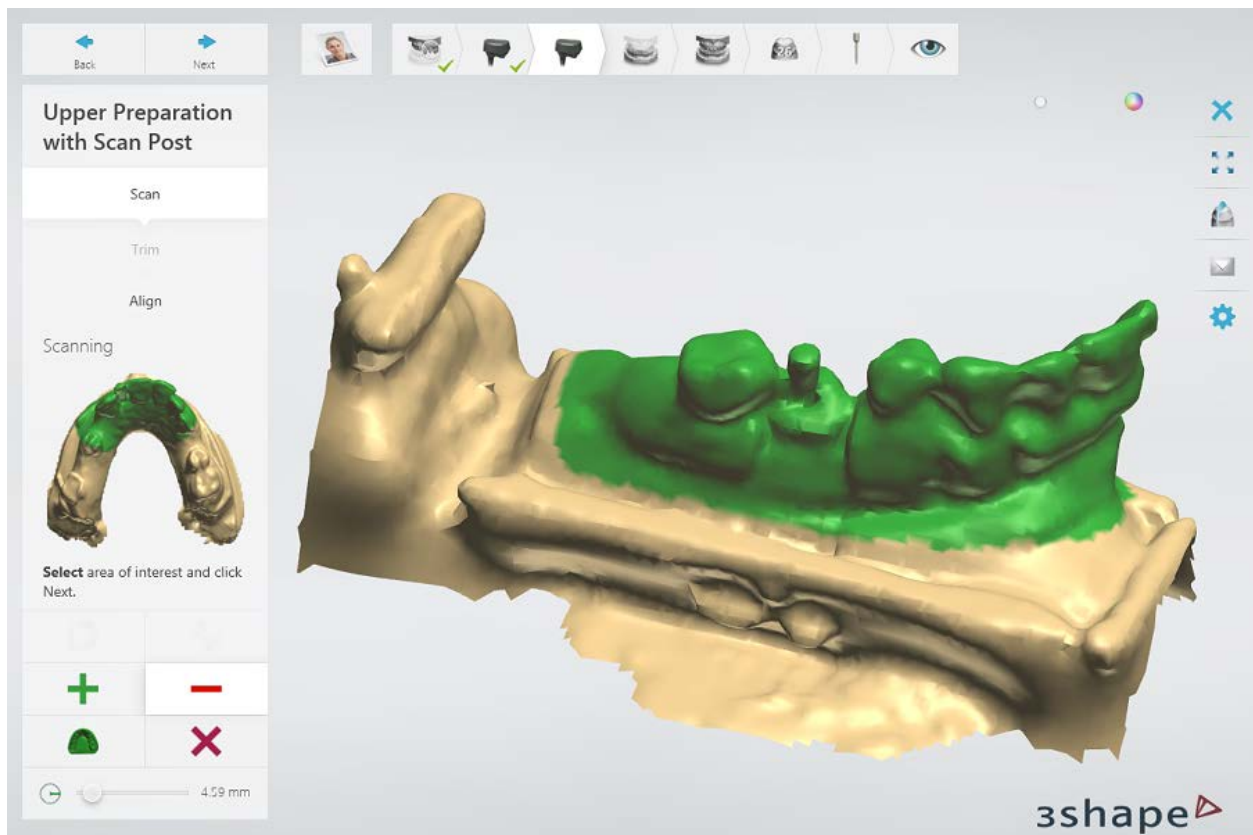 Back
Next
Upper Preparation
with Scan Post
Scan
Trim
Align
Scanning
Select area of interest and click
Next.
4.59 mm
26
3shape